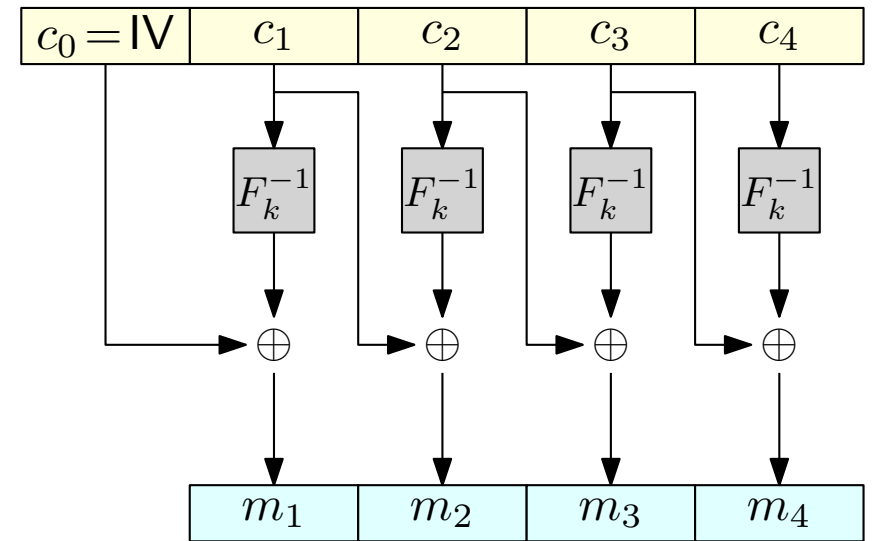 c₀ = IV c₁ c₂ c₃ c₄
F_k⁻¹ F_k⁻¹ F_k⁻¹ F_k⁻¹
⊕ ⊕ ⊕ ⊕
m₁ m₂ m₃ m₄